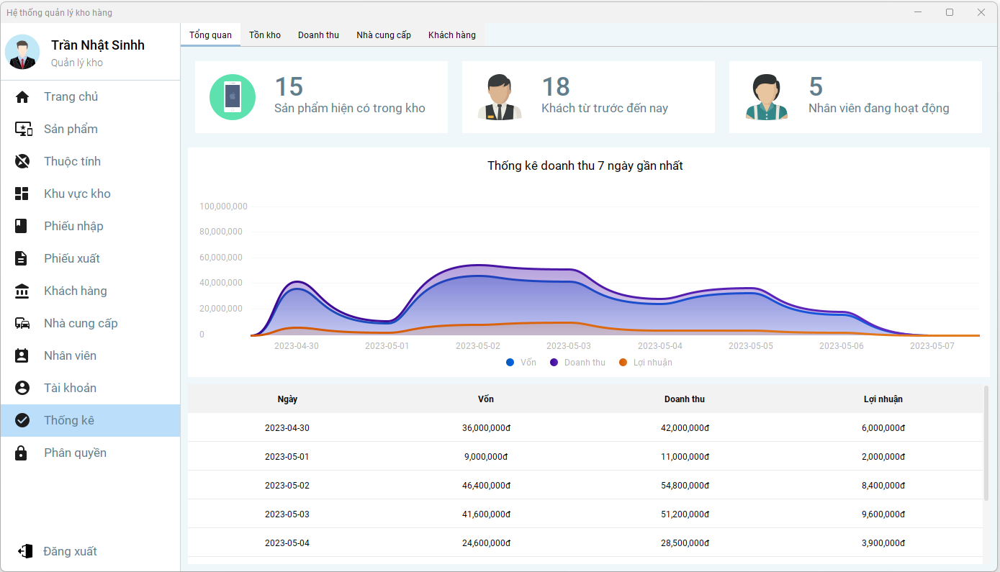 Hệ thống quản lý kho hàng
Trần Nhật Sinhh
Quản lý kho
Trang chủ
Sản phẩm
Thuộc tính
Khu vực kho
Phiếu nhập
Phiếu xuất
Khách hàng
Nhà cung cấp
Nhân viên
Tài khoản
Thống kê
Phân quyền
Đăng xuất
Tổng quan Tồn kho Doanh thu Nhà cung cấp Khách hàng
15
Sản phẩm hiện có trong kho
18
Khách từ trước đến nay
5
Nhân viên đang hoạt động
Thống kê doanh thu 7 ngày gần nhất
100,000,000
80,000,000
60,000,000
40,000,000
20,000,000
0
2023-04-30 2023-05-01 2023-05-02 2023-05-03 2023-05-04 2023-05-05 2023-05-06 2023-05-07
Vốn Doanh thu Lợi nhuận
Ngày Vốn Doanh thu Lợi nhuận
2023-04-30 36,000,000đ 42,000,000đ 6,000,000đ
2023-05-01 9,000,000đ 11,000,000đ 2,000,000đ
2023-05-02 46,400,000đ 54,800,000đ 8,400,000đ
2023-05-03 41,600,000đ 51,200,000đ 9,600,000đ
2023-05-04 24,600,000đ 28,500,000đ 3,900,000đ